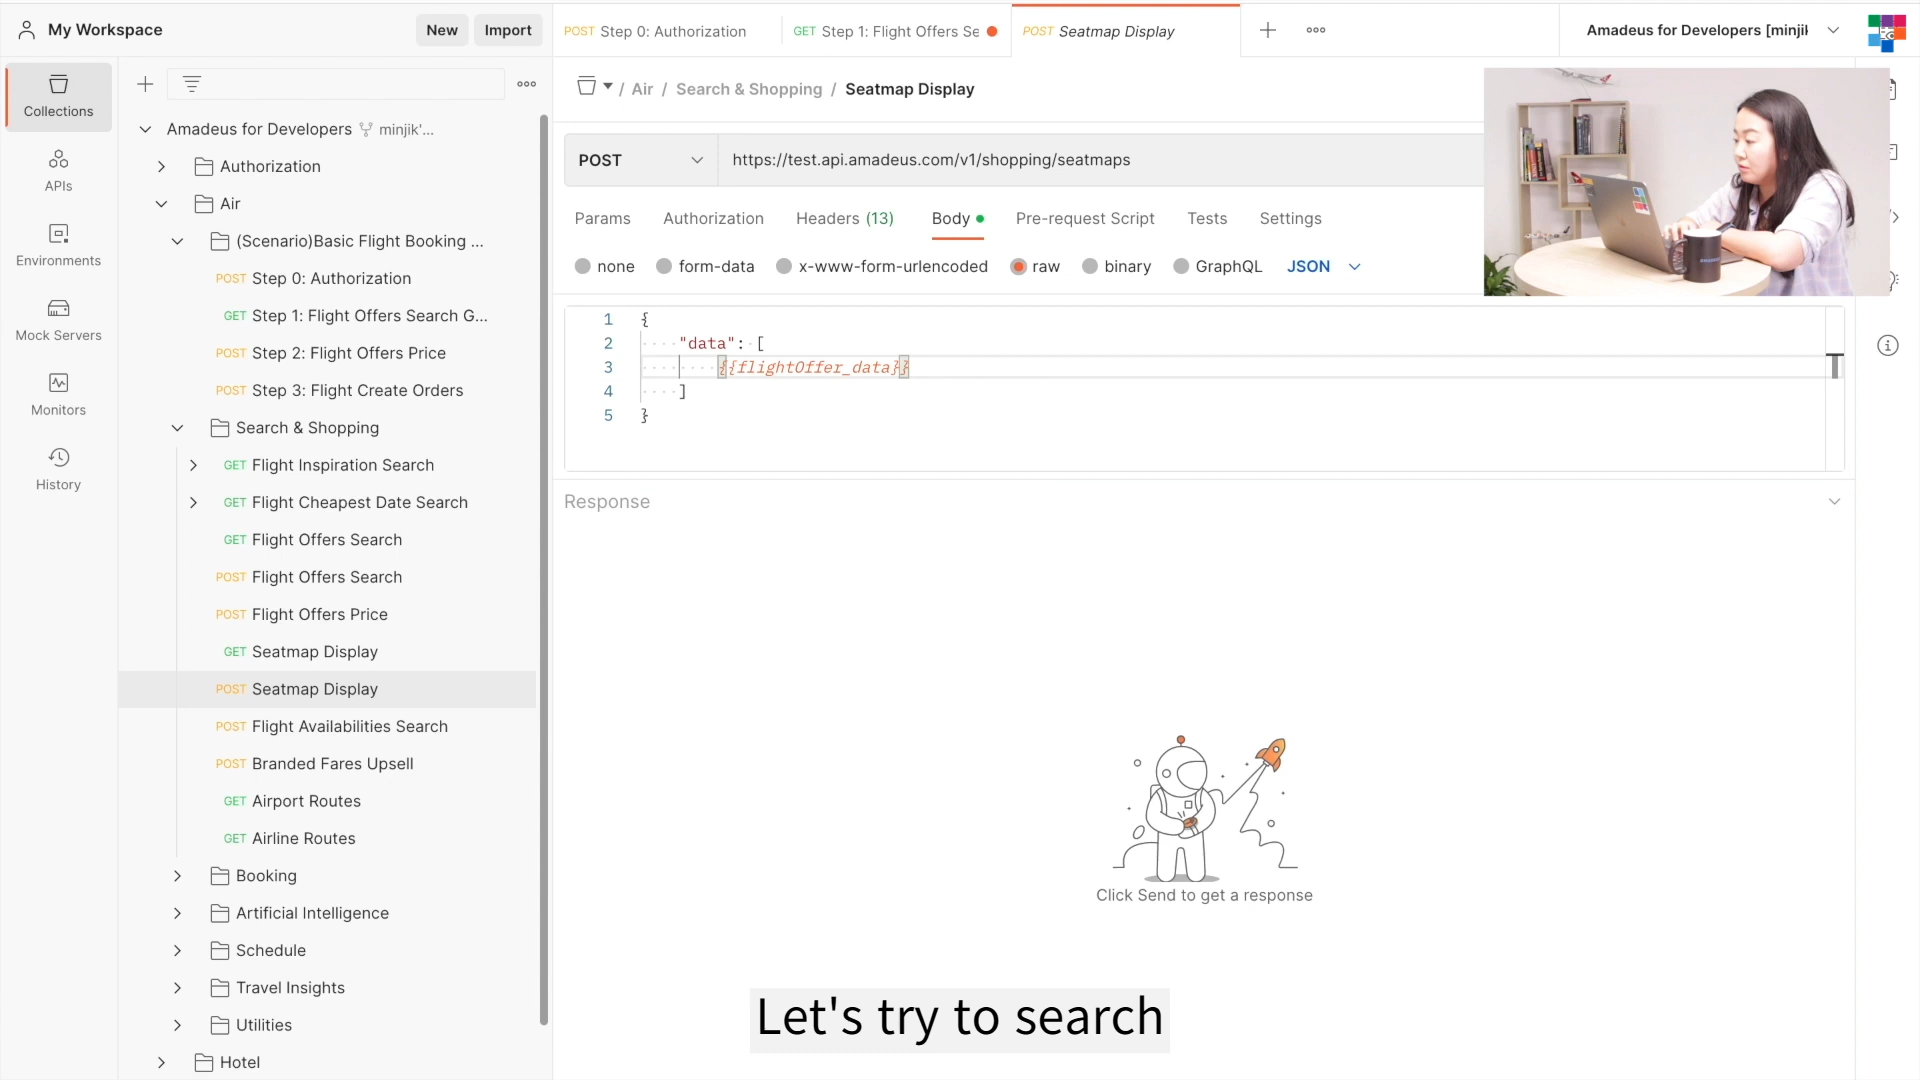 My Workspace
New
Import
POST Step 0: Authorization
GET Step 1: Flight Offers Se
POST Seatmap Display
Amadeus for Developers [minjik
Collections
APIs
Environments
Mock Servers
Monitors
History
Amadeus for Developers minjik'...
Authorization
Air
(Scenario)Basic Flight Booking ...
POST Step 0: Authorization
GET Step 1: Flight Offers Search G...
POST Step 2: Flight Offers Price
POST Step 3: Flight Create Orders
Search & Shopping
GET Flight Inspiration Search
GET Flight Cheapest Date Search
GET Flight Offers Search
POST Flight Offers Search
POST Flight Offers Price
GET Seatmap Display
POST Seatmap Display
POST Flight Availabilities Search
POST Branded Fares Upsell
GET Airport Routes
GET Airline Routes
Booking
Artificial Intelligence
Schedule
Travel Insights
Utilities
Hotel
/ Air / Search & Shopping / Seatmap Display
POST https://test.api.amadeus.com/v1/shopping/seatmaps
Params Authorization Headers (13) Body Pre-request Script Tests Settings
none form-data x-www-form-urlencoded raw binary GraphQL JSON
1 {
2 "data": [
3 {{flightOffer_data}}
4 ]
5 }
Response
Click Send to get a response
Let's try to search